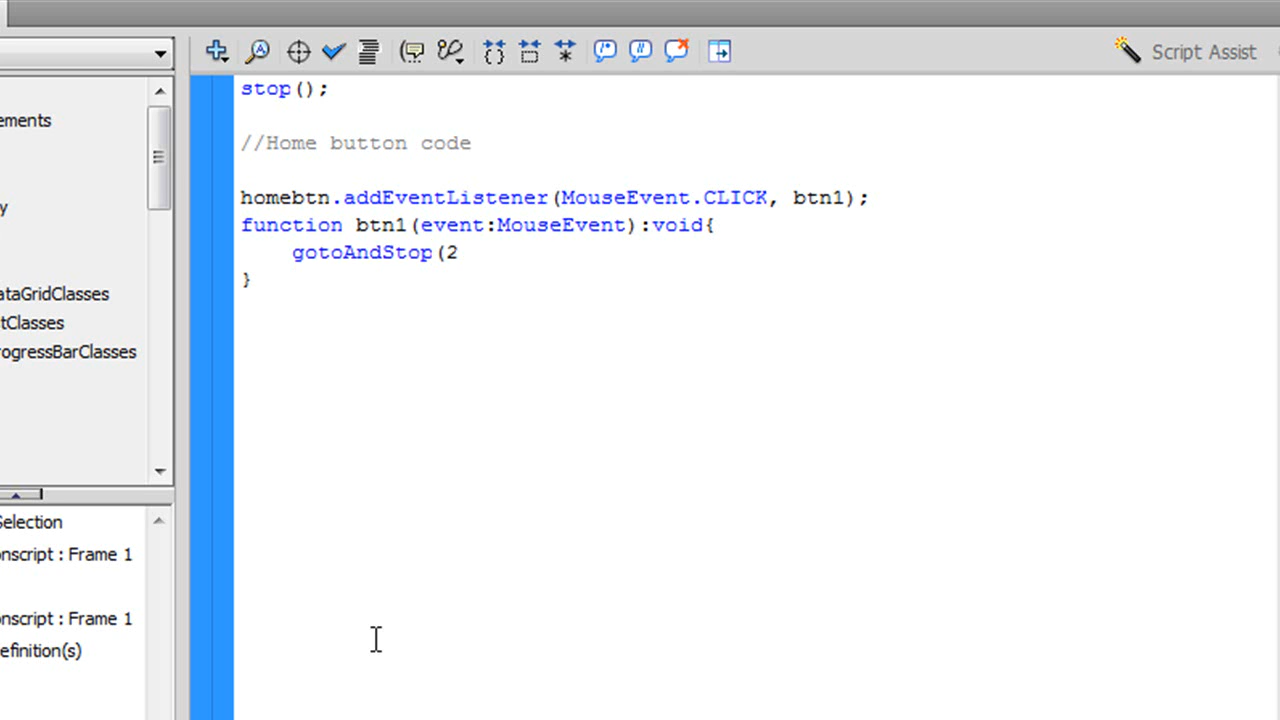 Script Assist
ements
y
ataGridClasses
tClasses
rogressBarClasses
Selection
nscript : Frame 1
nscript : Frame 1
efinition(s)
stop();
//Home button code
homebtn.addEventListener(MouseEvent.CLICK, btn1);
function btn1(event:MouseEvent):void{
gotoAndStop(2
}